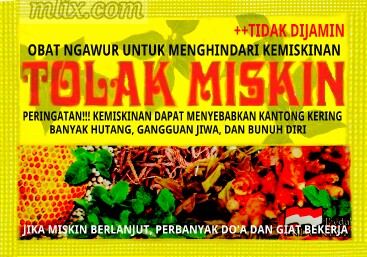 mlix.com
++TIDAK DIJAMIN
OBAT NGAWUR UNTUK MENGHINDARI KEMISKINAN
TOLAK MISKIN
PERINGATAN!!! KEMISKINAN DAPAT MENYEBABKAN KANTONG KERING
BANYAK HUTANG, GANGGUAN JIWA, DAN BUNUH DIRI
JIKA MISKIN BERLANJUT, PERBANYAK DO'A DAN GIAT BEKERJA